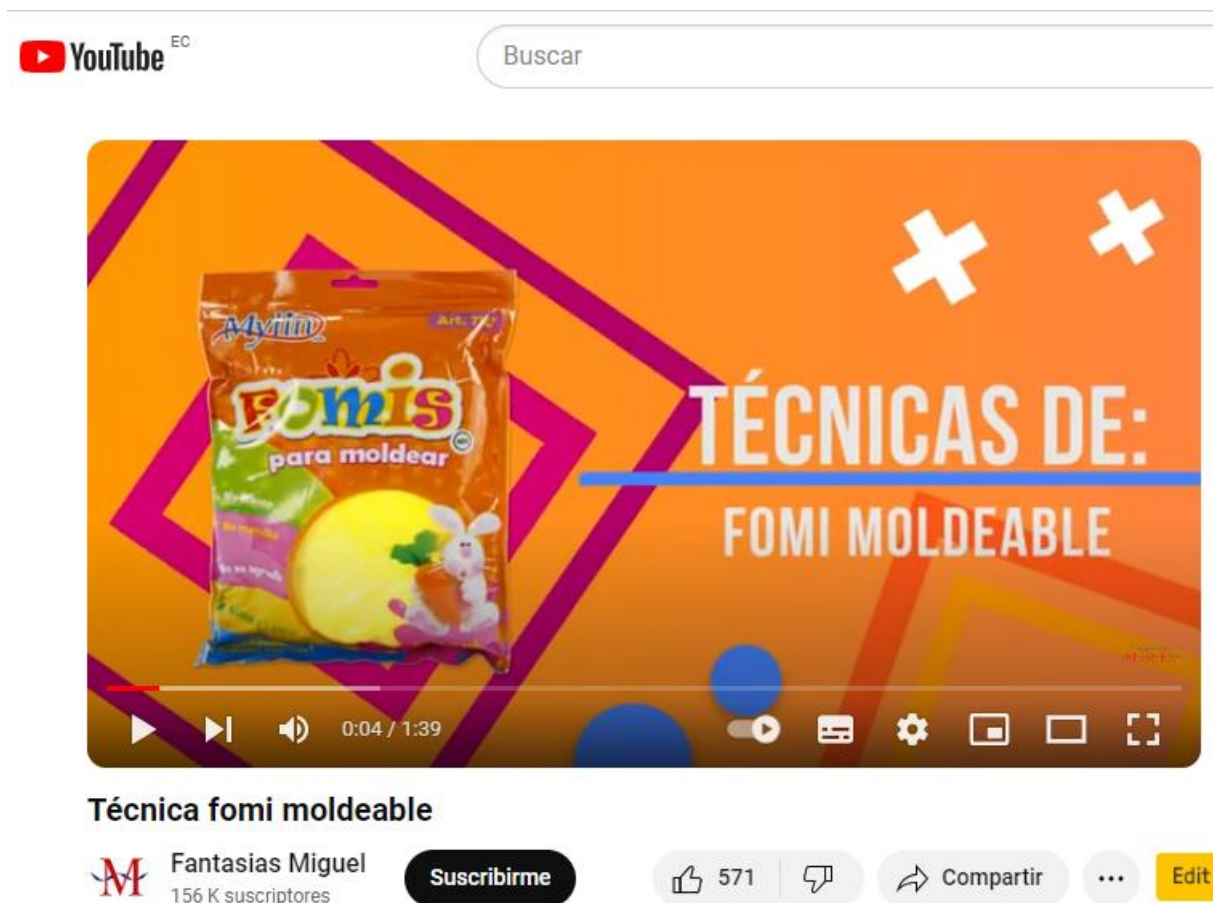 YouTube EC
Buscar
Myiin
Fomis
para moldear
TÉCNICAS DE:
FOMI MOLDEABLE
0:04 / 1:39
Técnica fomi moldeable
Fantasias Miguel
156 K suscriptores
Suscribirme
571
Compartir
Edit